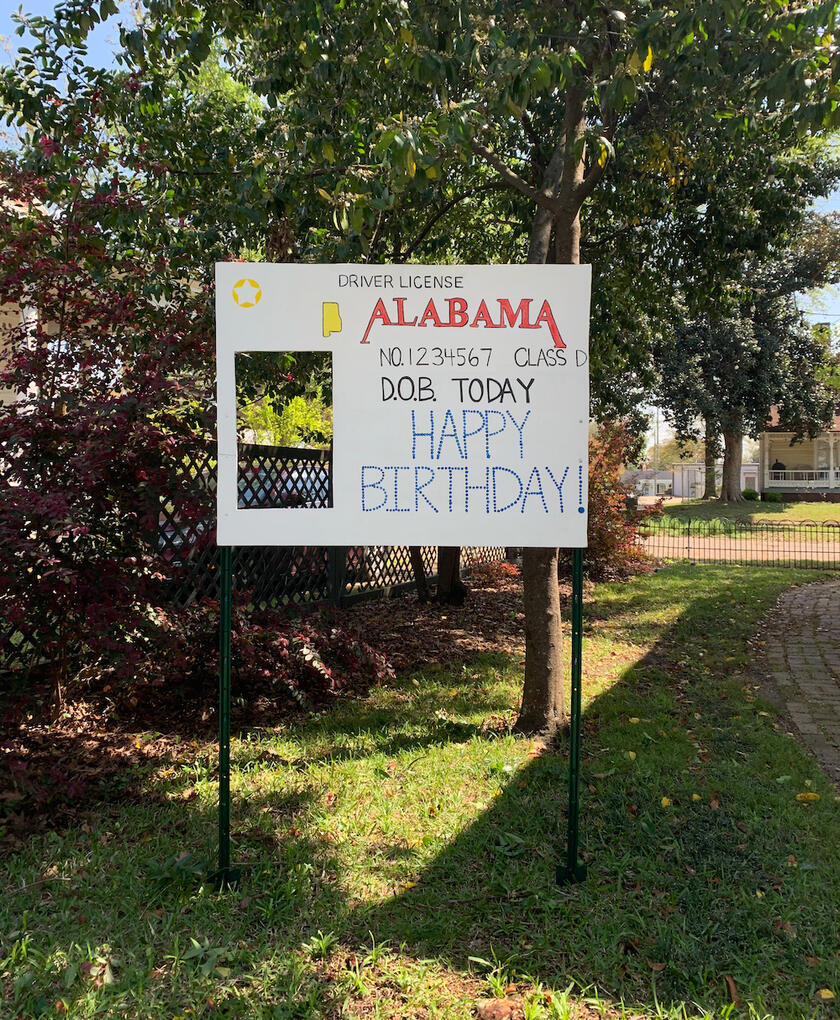 DRIVER LICENSE
ALABAMA
NO. 1234567 CLASS D
D.O.B. TODAY
HAPPY
BIRTHDAY!